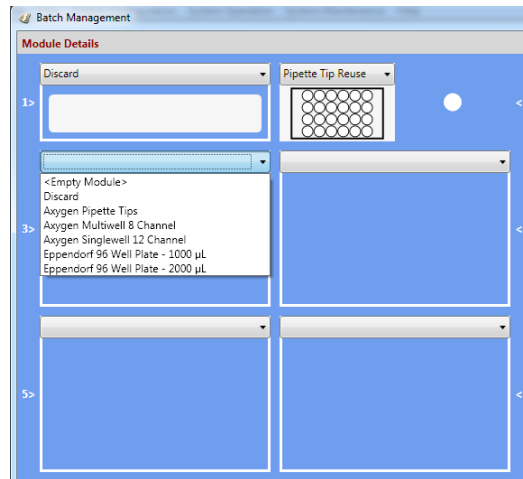 Batch Management
Module Details
Discard
Pipette Tip Reuse
1>
<
<Empty Module>
Discard
Axygen Pipette Tips
Axygen Multiwell 8 Channel
Axygen Singlewell 12 Channel
Eppendorf 96 Well Plate - 1000 µL
Eppendorf 96 Well Plate - 2000 µL
3>
<
5>
<